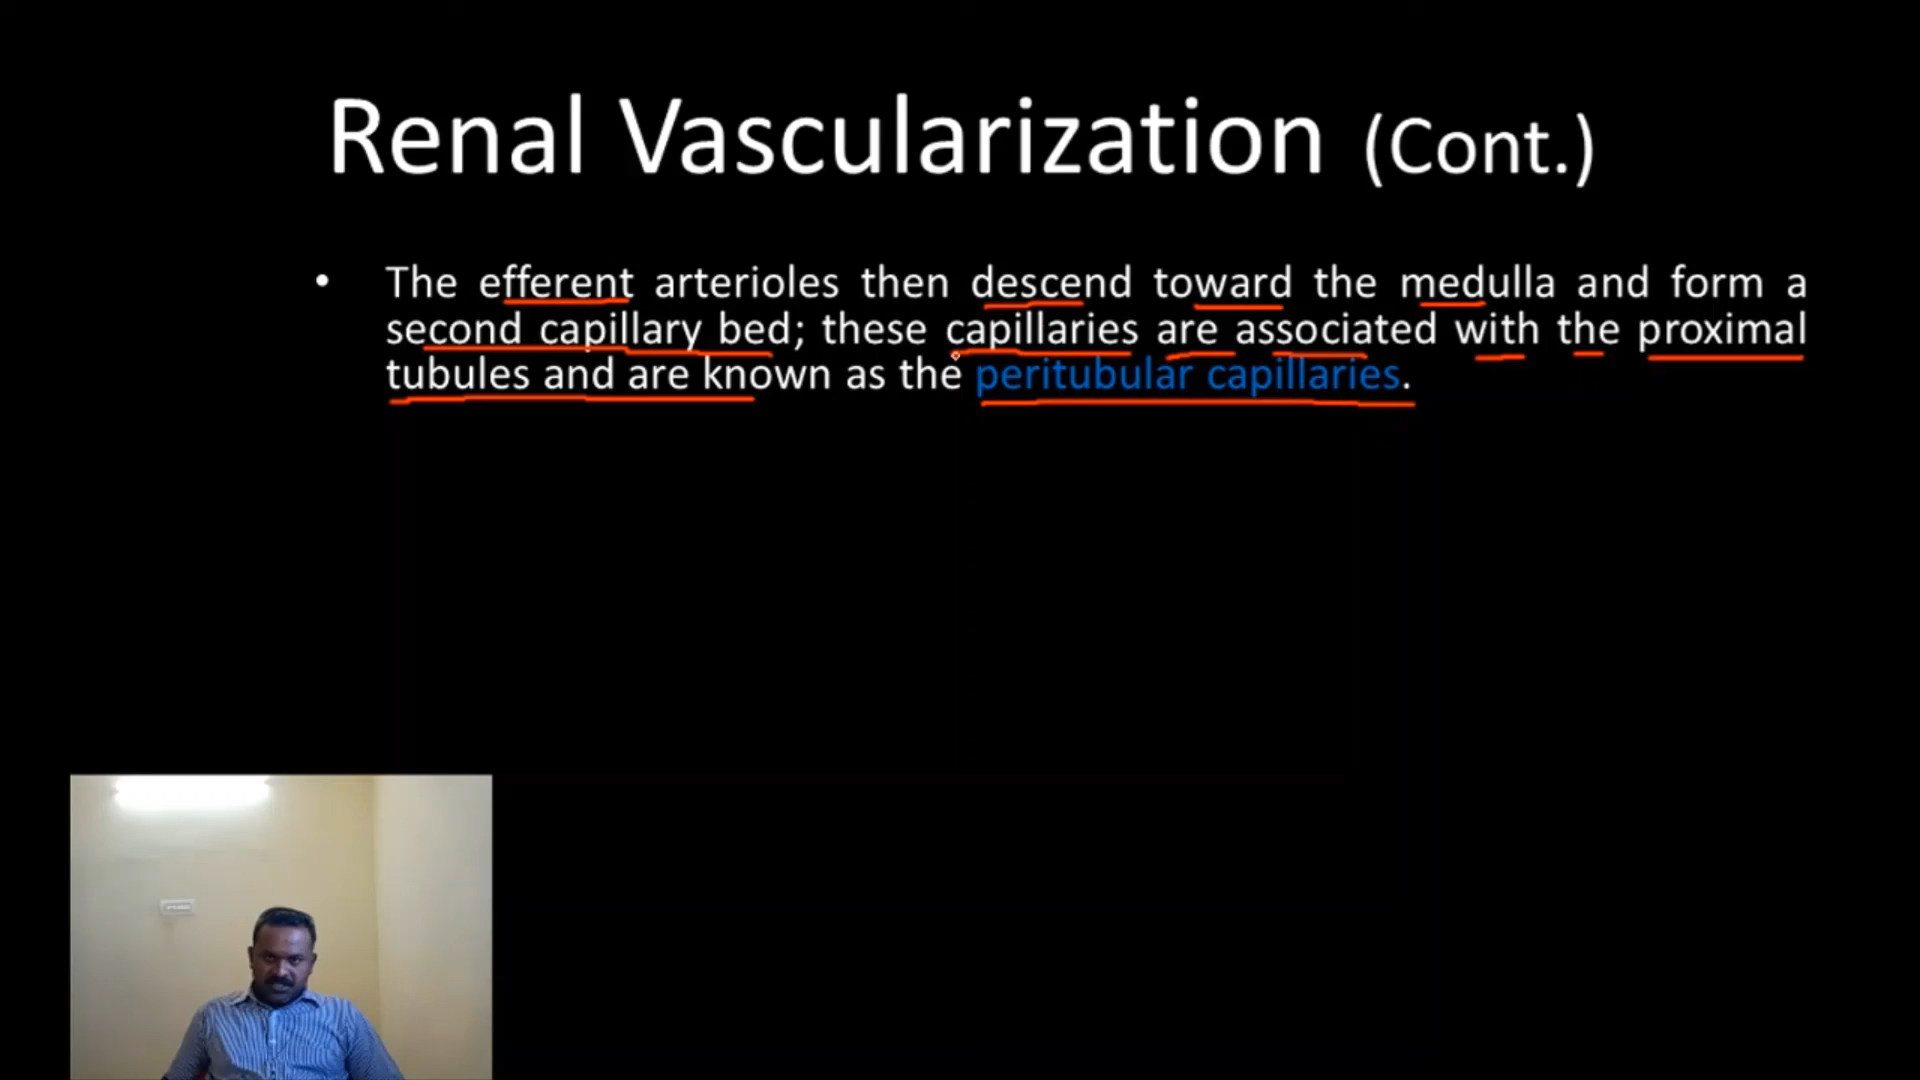 Renal Vascularization (Cont.)
• The efferent arterioles then descend toward the medulla and form a
second capillary bed; these capillaries are associated with the proximal
tubules and are known as the peritubular capillaries.